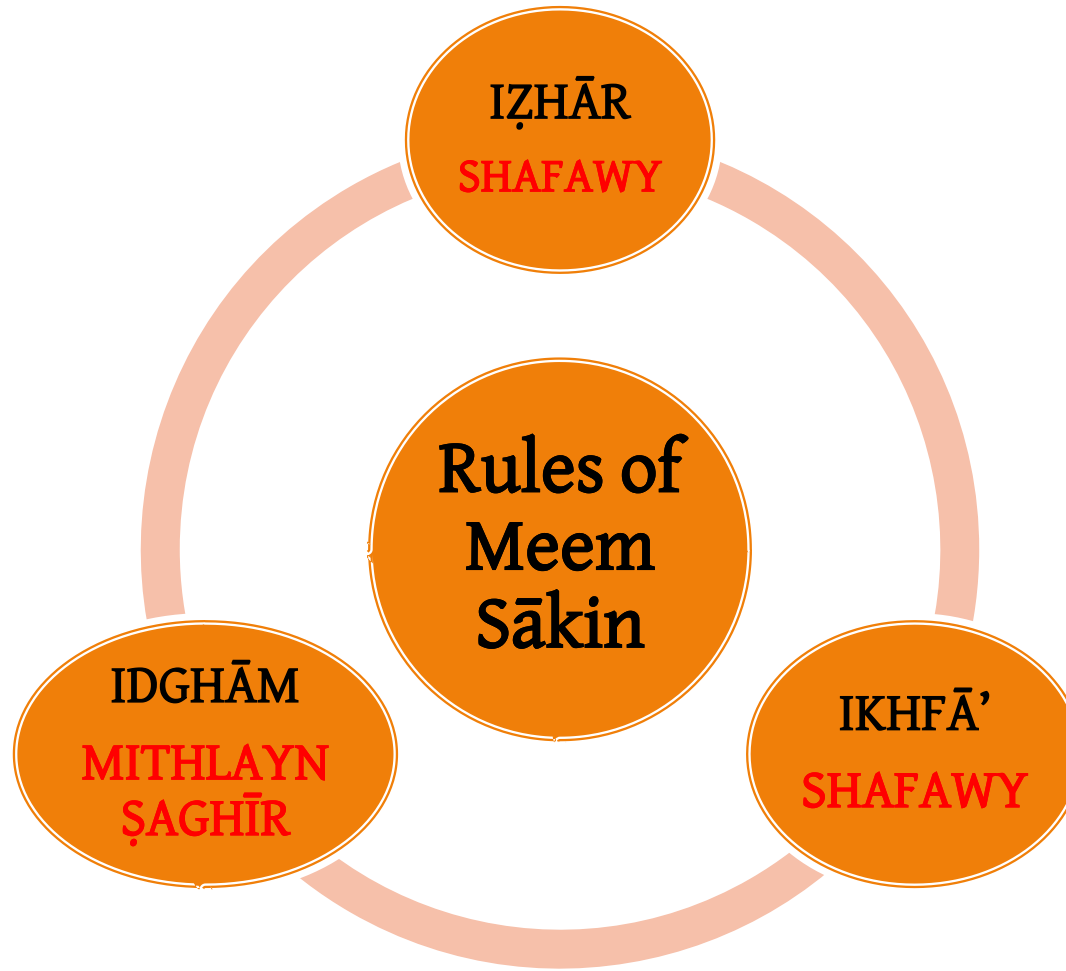 IẒHĀR
SHAFAWY
Rules of
Meem
Sākin
IDGHĀM
MITHLAYN
ṢAGHĪR
IKHFĀ’
SHAFAWY